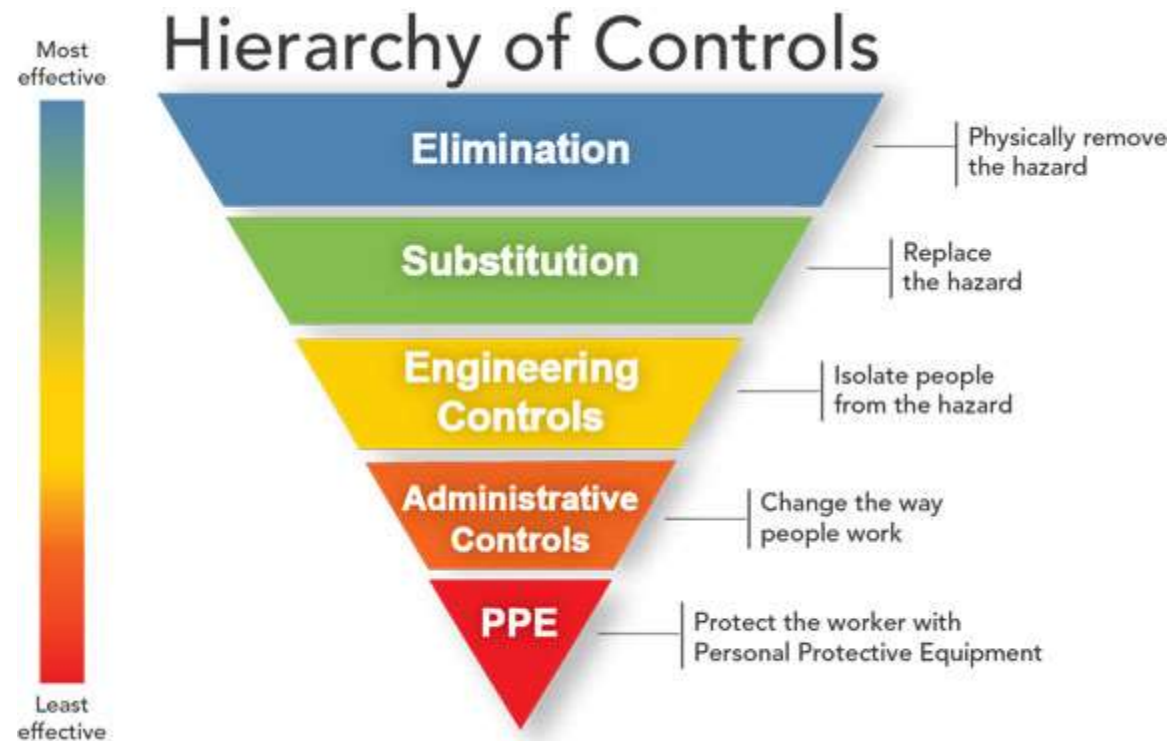 Hierarchy of Controls
Most
effective
Elimination
Physically remove
the hazard
Substitution
Replace
the hazard
Engineering
Controls
Isolate people
from the hazard
Administrative
Controls
Change the way
people work
PPE
Protect the worker with
Personal Protective Equipment
Least
effective